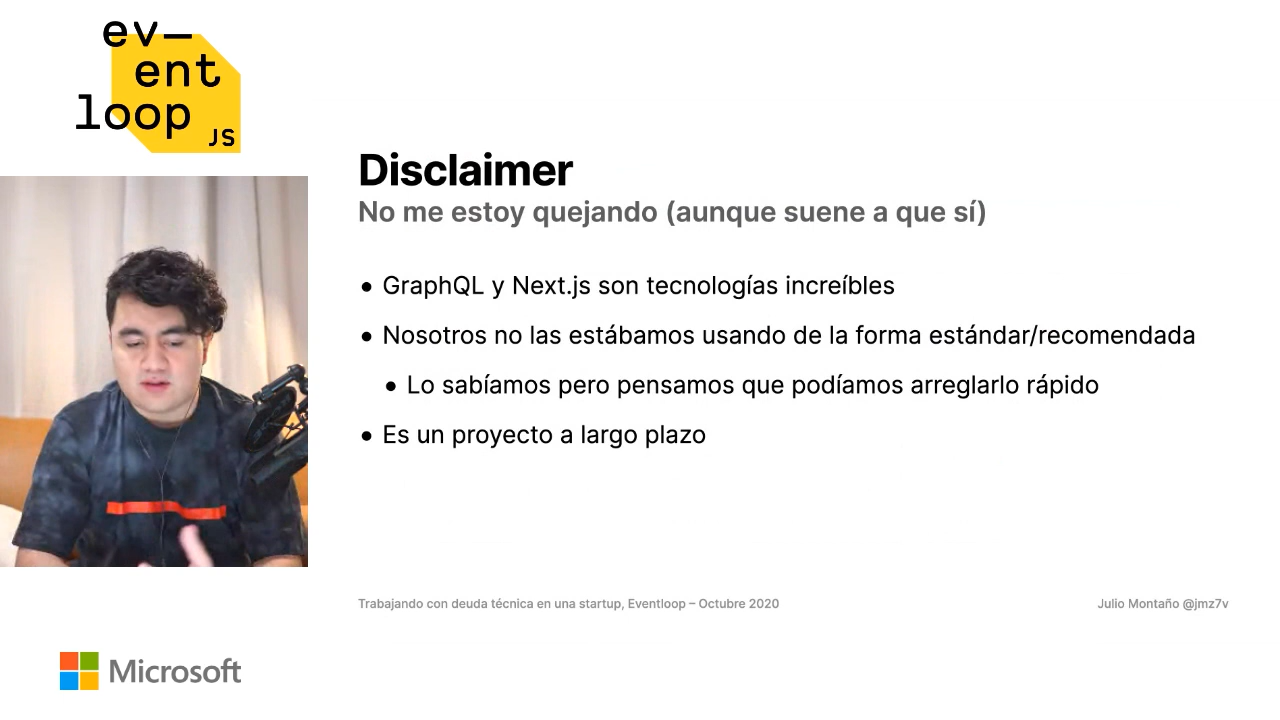 ev—
ent
loop
JS
Disclaimer
No me estoy quejando (aunque suene a que sí)
• GraphQL y Next.js son tecnologías increíbles
• Nosotros no las estábamos usando de la forma estándar/recomendada
• Lo sabíamos pero pensamos que podíamos arreglarlo rápido
• Es un proyecto a largo plazo
Trabajando con deuda técnica en una startup, Eventloop – Octubre 2020
Julio Montaño @jmz7v
Microsoft